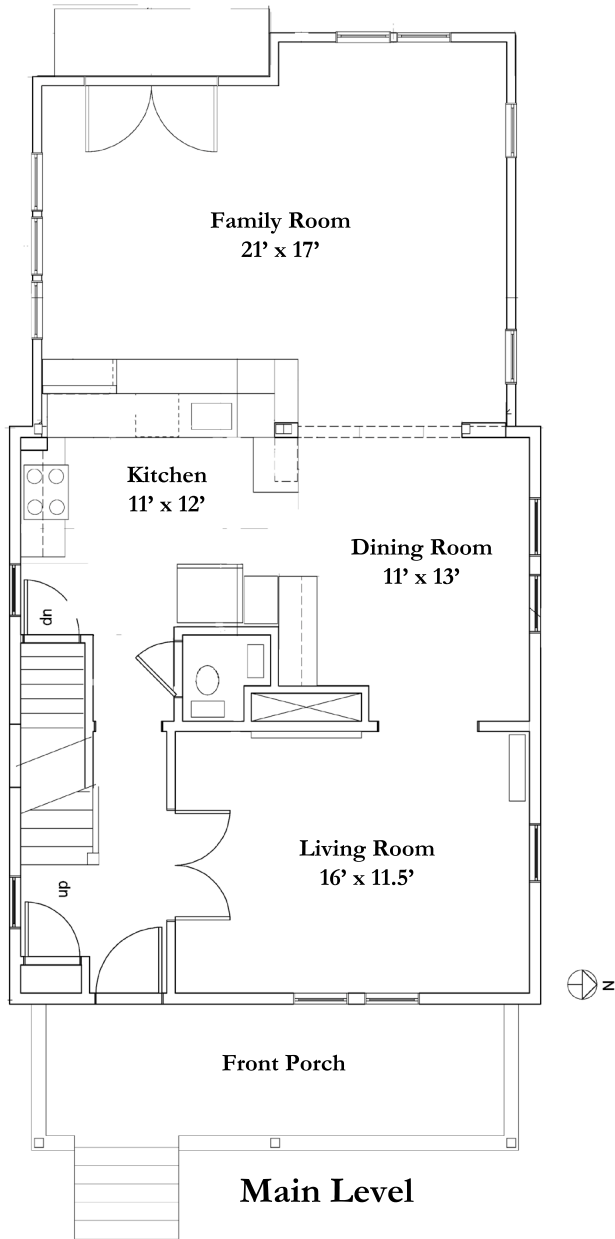 Family Room
21’ x 17’
Kitchen
11’ x 12’
Dining Room
11’ x 13’
dn
Living Room
16’ x 11.5’
up
N
Front Porch
Main Level